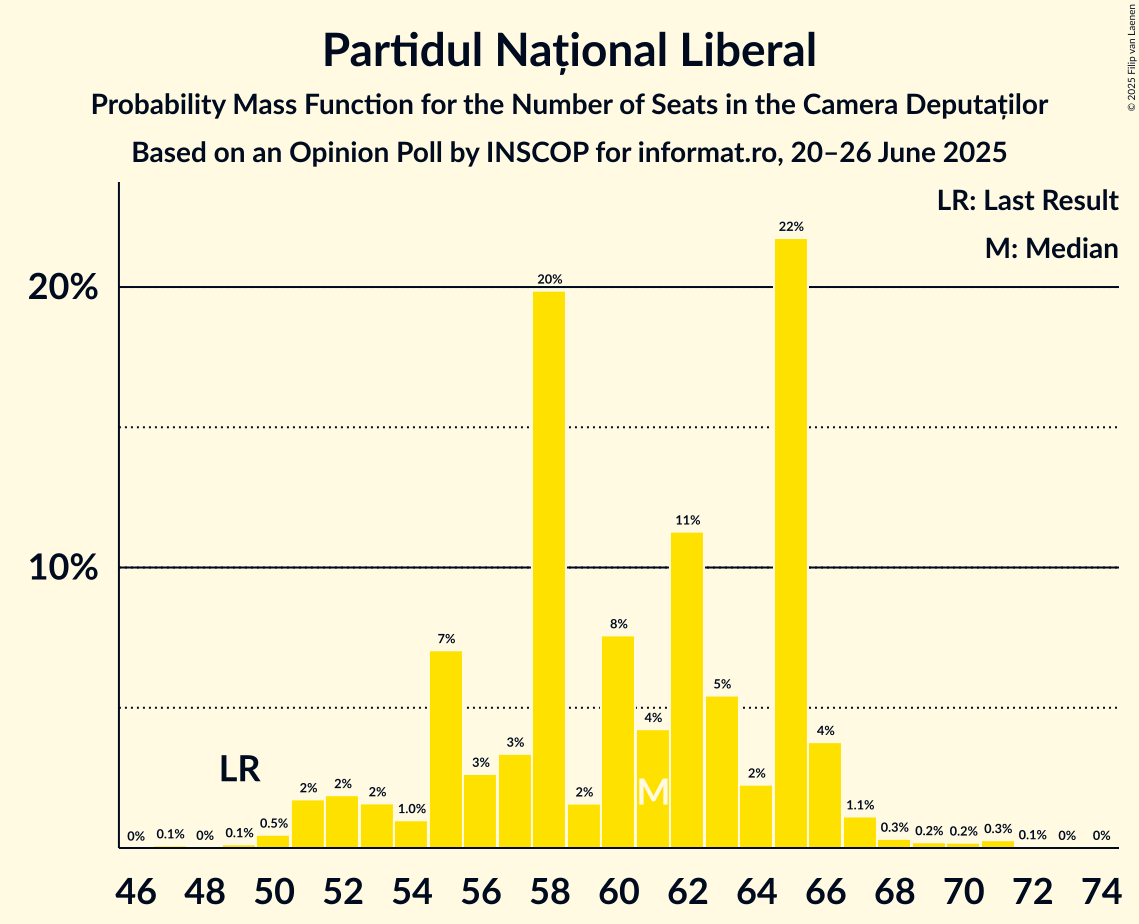 Partidul Național Liberal
Probability Mass Function for the Number of Seats in the Camera Deputaților
Based on an Opinion Poll by INSCOP for informat.ro, 20–26 June 2025
© 2025 Filip van Laenen
LR: Last Result
M: Median
20%
10%
0% 0.1% 0% 0.1% 0.5% 2% 2% 2% 1.0% 7% 3% 3% 20% 2% 8% 4% 11% 5% 2% 22% 4% 1.1% 0.3% 0.2% 0.2% 0.3% 0.1% 0% 0%
LR
M
46 48 50 52 54 56 58 60 62 64 66 68 70 72 74